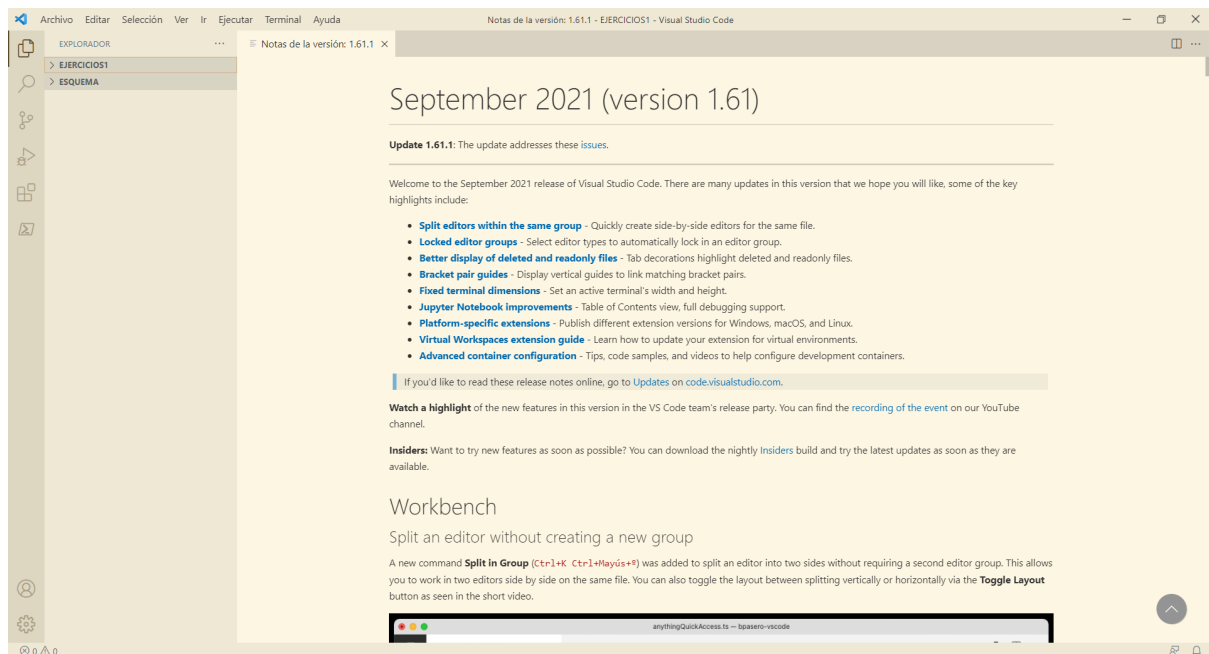 Archivo Editar Selección Ver Ir Ejecutar Terminal Ayuda
Notas de la versión: 1.61.1 - EJERCICIOS1 - Visual Studio Code
EXPLORADOR
Notas de la versión: 1.61.1
EJERCICIOS1
ESQUEMA
September 2021 (version 1.61)
Update 1.61.1: The update addresses these issues.
Welcome to the September 2021 release of Visual Studio Code. There are many updates in this version that we hope you will like, some of the key
highlights include:
• Split editors within the same group - Quickly create side-by-side editors for the same file.
• Locked editor groups - Select editor types to automatically lock in an editor group.
• Better display of deleted and readonly files - Tab decorations highlight deleted and readonly files.
• Bracket pair guides - Display vertical guides to link matching bracket pairs.
• Fixed terminal dimensions - Set an active terminal's width and height.
• Jupyter Notebook improvements - Table of Contents view, full debugging support.
• Platform-specific extensions - Publish different extension versions for Windows, macOS, and Linux.
• Virtual Workspaces extension guide - Learn how to update your extension for virtual environments.
• Advanced container configuration - Tips, code samples, and videos to help configure development containers.
If you'd like to read these release notes online, go to Updates on code.visualstudio.com.
Watch a highlight of the new features in this version in the VS Code team's release party. You can find the recording of the event on our YouTube
channel.
Insiders: Want to try new features as soon as possible? You can download the nightly Insiders build and try the latest updates as soon as they are
available.
Workbench
Split an editor without creating a new group
A new command Split in Group (Ctrl+K Ctrl+Mayús+º) was added to split an editor into two sides without requiring a second editor group. This allows
you to work in two editors side by side on the same file. You can also toggle the layout between splitting vertically or horizontally via the Toggle Layout
button as seen in the short video.
anythingQuickAccess.ts — bpasero-vscode
0 0